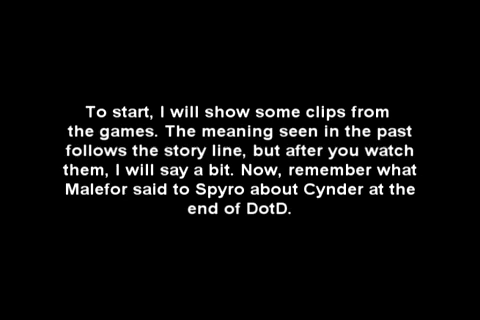 To start, I will show some clips from
the games. The meaning seen in the past
follows the story line, but after you watch
them, I will say a bit. Now, remember what
Malefor said to Spyro about Cynder at the
end of DotD.